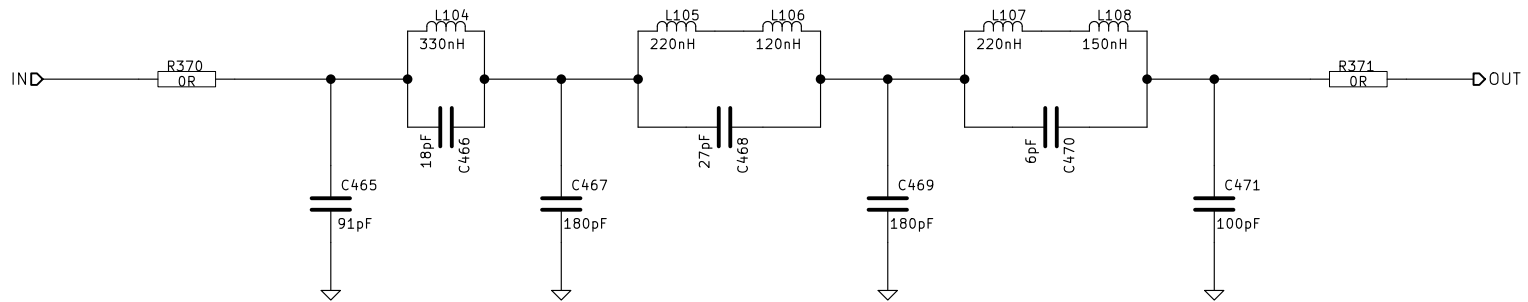 L104
330nH
L105
220nH
L106
120nH
L107
220nH
L108
150nH
IN
R370
0R
R371
0R
OUT
18pF
C466
27pF
C468
6pF
C470
C465
91pF
C467
180pF
C469
180pF
C471
100pF